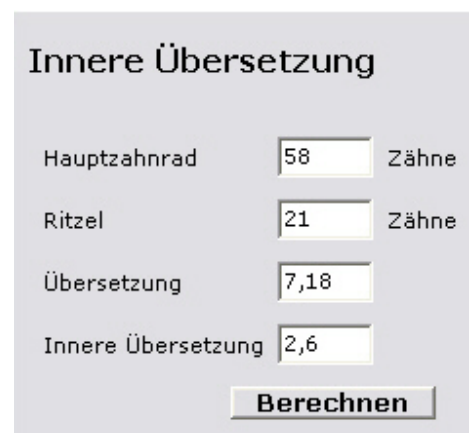 Innere Übersetzung
Hauptzahnrad 58 Zähne
Ritzel 21 Zähne
Übersetzung 7,18
Innere Übersetzung 2,6
Berechnen